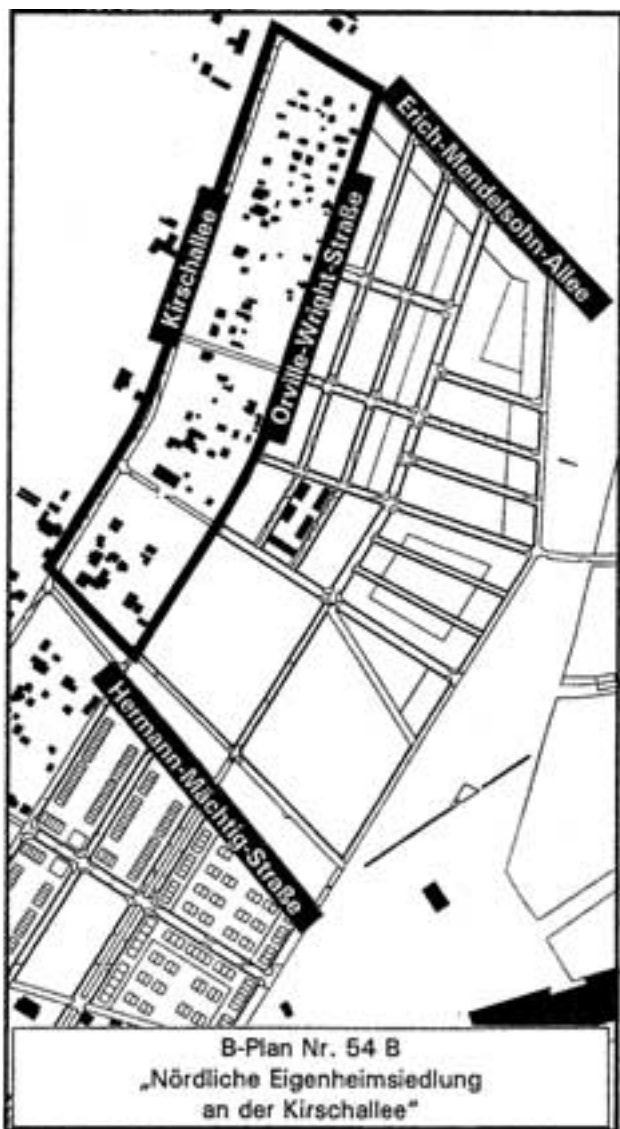 Erich-Mendelsohn-Allee
Kirschallee
Orville-Wright-Straße
Hermann-Mächtig-Straße
B-Plan Nr. 54 B
„Nördliche Eigenheimsiedlung
an der Kirschallee"